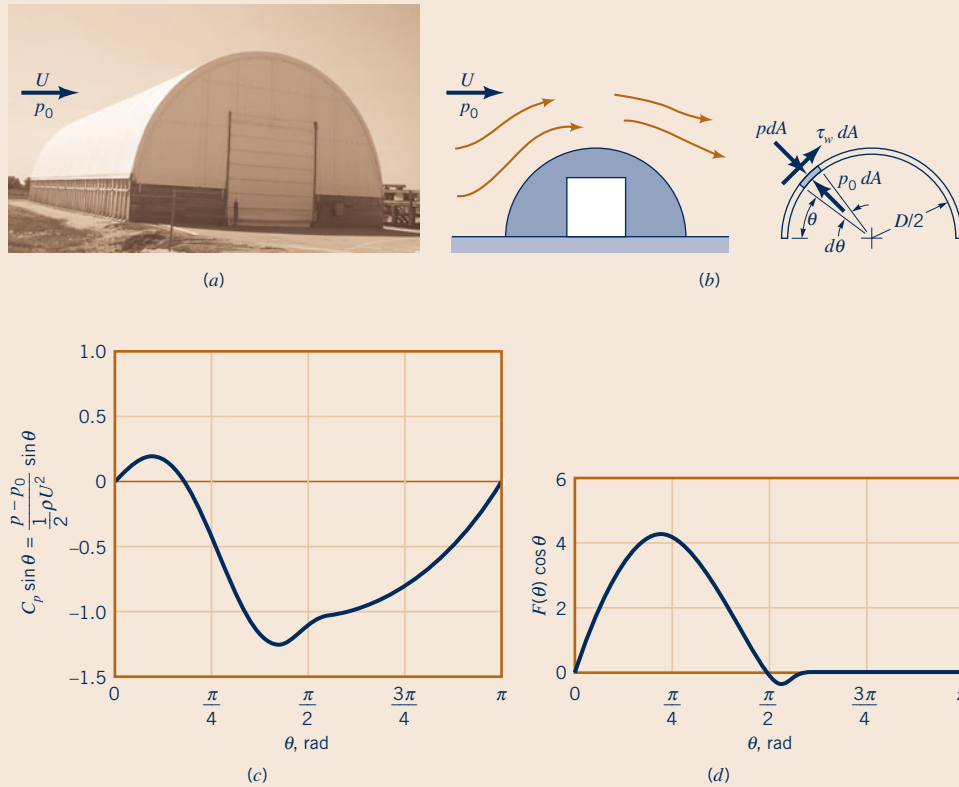 U
p₀
(a)
U
p₀
pdA
τ_w dA
p₀ dA
θ
dθ
D/2
(b)
C_p sin θ = (p – p₀)/(½ρU²) sin θ
1.0
0.5
0
–0.5
–1.0
–1.5
0
π/4
π/2
3π/4
π
θ, rad
(c)
F(θ) cos θ
6
4
2
0
0
π/4
π/2
3π/4
θ, rad
(d)